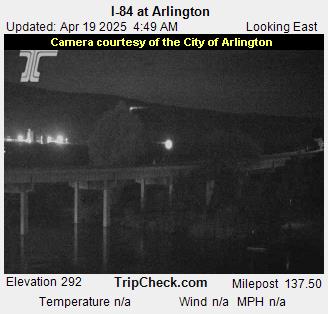 I-84 at Arlington
Updated: Apr 19 2025 4:49 AM Looking East
Camera courtesy of the City of Arlington
Elevation 292 TripCheck.com Milepost 137.50
Temperature n/a Wind n/a MPH n/a